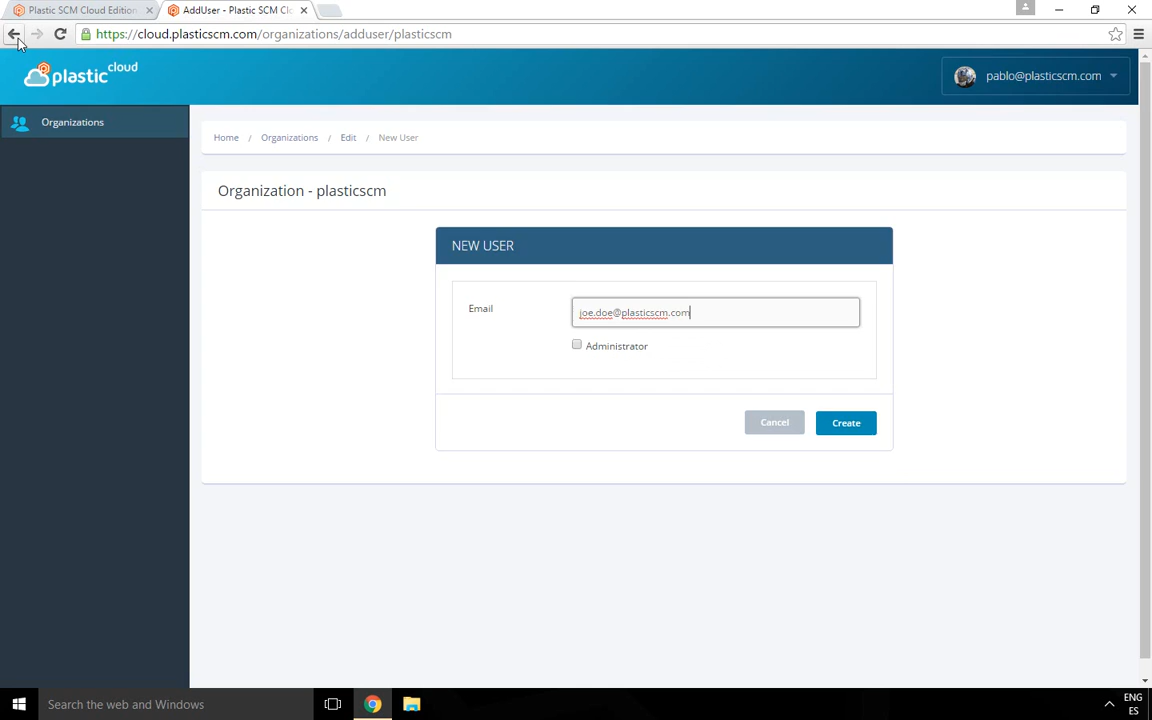 Plastic SCM Cloud Edition
AddUser - Plastic SCM Clo
https://cloud.plasticscm.com/organizations/adduser/plasticscm
plastic cloud
pablo@plasticscm.com
Organizations
Home / Organizations / Edit / New User
Organization - plasticscm
NEW USER
Email
joe.doe@plasticscm.com
Administrator
Cancel
Create
Search the web and Windows
ENG
ES